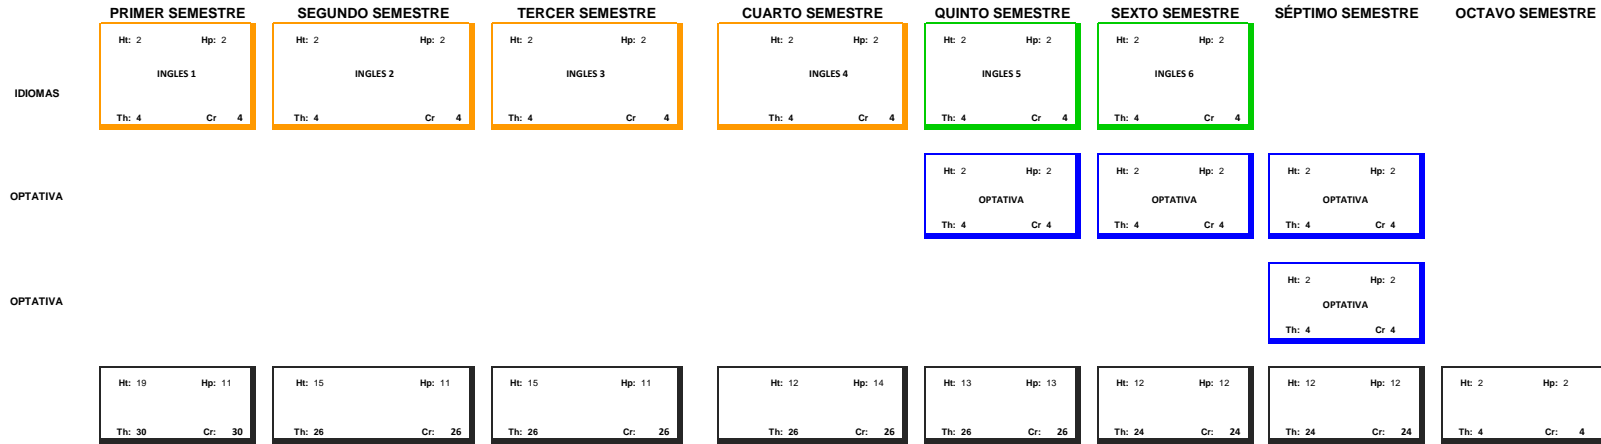 PRIMER SEMESTRE SEGUNDO SEMESTRE TERCER SEMESTRE CUARTO SEMESTRE QUINTO SEMESTRE SEXTO SEMESTRE SÉPTIMO SEMESTRE OCTAVO SEMESTRE
Ht: 2 Hp: 2 Ht: 2 Hp: 2 Ht: 2 Hp: 2 Ht: 2 Hp: 2 Ht: 2 Hp: 2 Ht: 2 Hp: 2
INGLES 1 INGLES 2 INGLES 3 INGLES 4 INGLES 5 INGLES 6
IDIOMAS
Th: 4 Cr 4 Th: 4 Cr 4 Th: 4 Cr 4 Th: 4 Cr 4 Th: 4 Cr 4 Th: 4 Cr 4
Ht: 2 Hp: 2 Ht: 2 Hp: 2 Ht: 2 Hp: 2
OPTATIVA OPTATIVA OPTATIVA OPTATIVA
Th: 4 Cr 4 Th: 4 Cr 4 Th: 4 Cr 4
Ht: 2 Hp: 2
OPTATIVA OPTATIVA
Th: 4 Cr 4
Ht: 19 Hp: 11 Ht: 15 Hp: 11 Ht: 15 Hp: 11 Ht: 12 Hp: 14 Ht: 13 Hp: 13 Ht: 12 Hp: 12 Ht: 12 Hp: 12 Ht: 2 Hp: 2
Th: 30 Cr: 30 Th: 26 Cr: 26 Th: 26 Cr: 26 Th: 26 Cr: 26 Th: 26 Cr: 26 Th: 24 Cr: 24 Th: 24 Cr: 24 Th: 4 Cr: 4